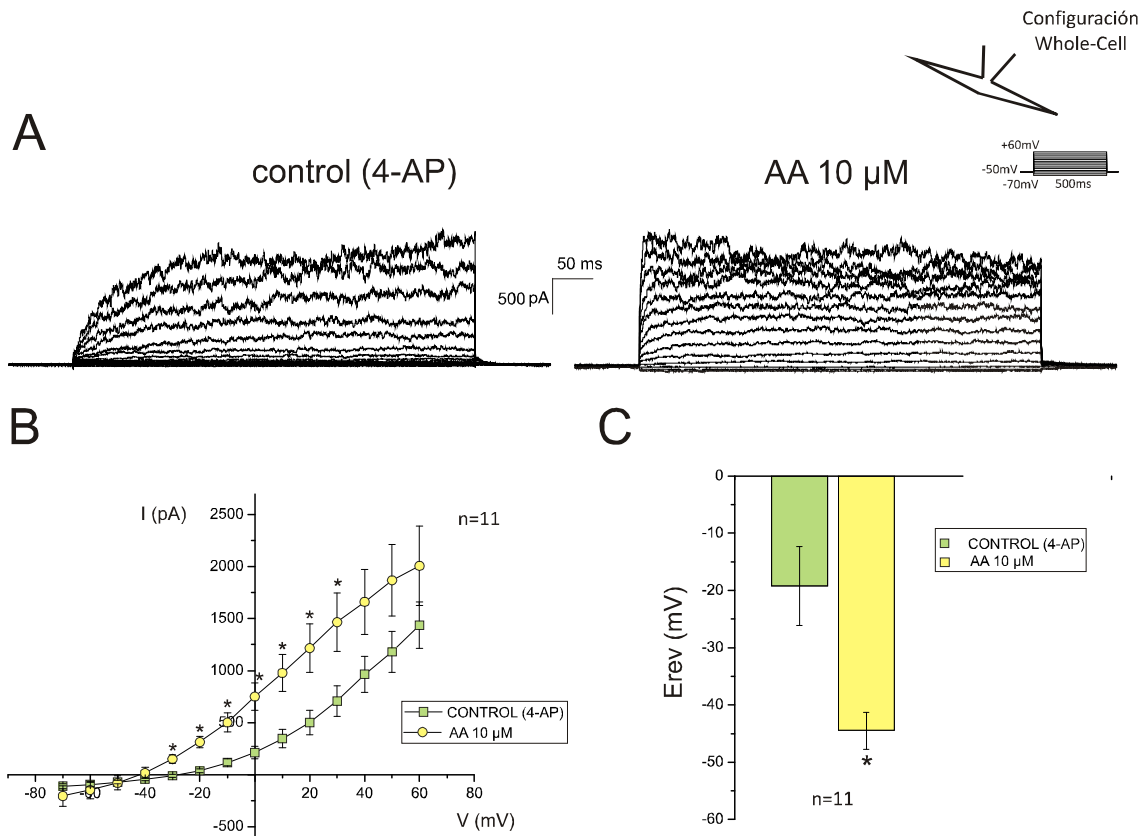 Configuración
Whole-Cell
A
control (4-AP)
AA 10 µM
+60mV
-50mV
-70mV
500ms
50 ms
500 pA
B
I (pA)
n=11
2500
2000
1500
1000
500
-500
-80
-60
-40
-20
20
40
60
80
V (mV)
CONTROL (4-AP)
AA 10 µM
*
*
*
*
*
*
*
C
0
-10
-20
-30
-40
-50
-60
Erev (mV)
CONTROL (4-AP)
AA 10 µM
*
n=11